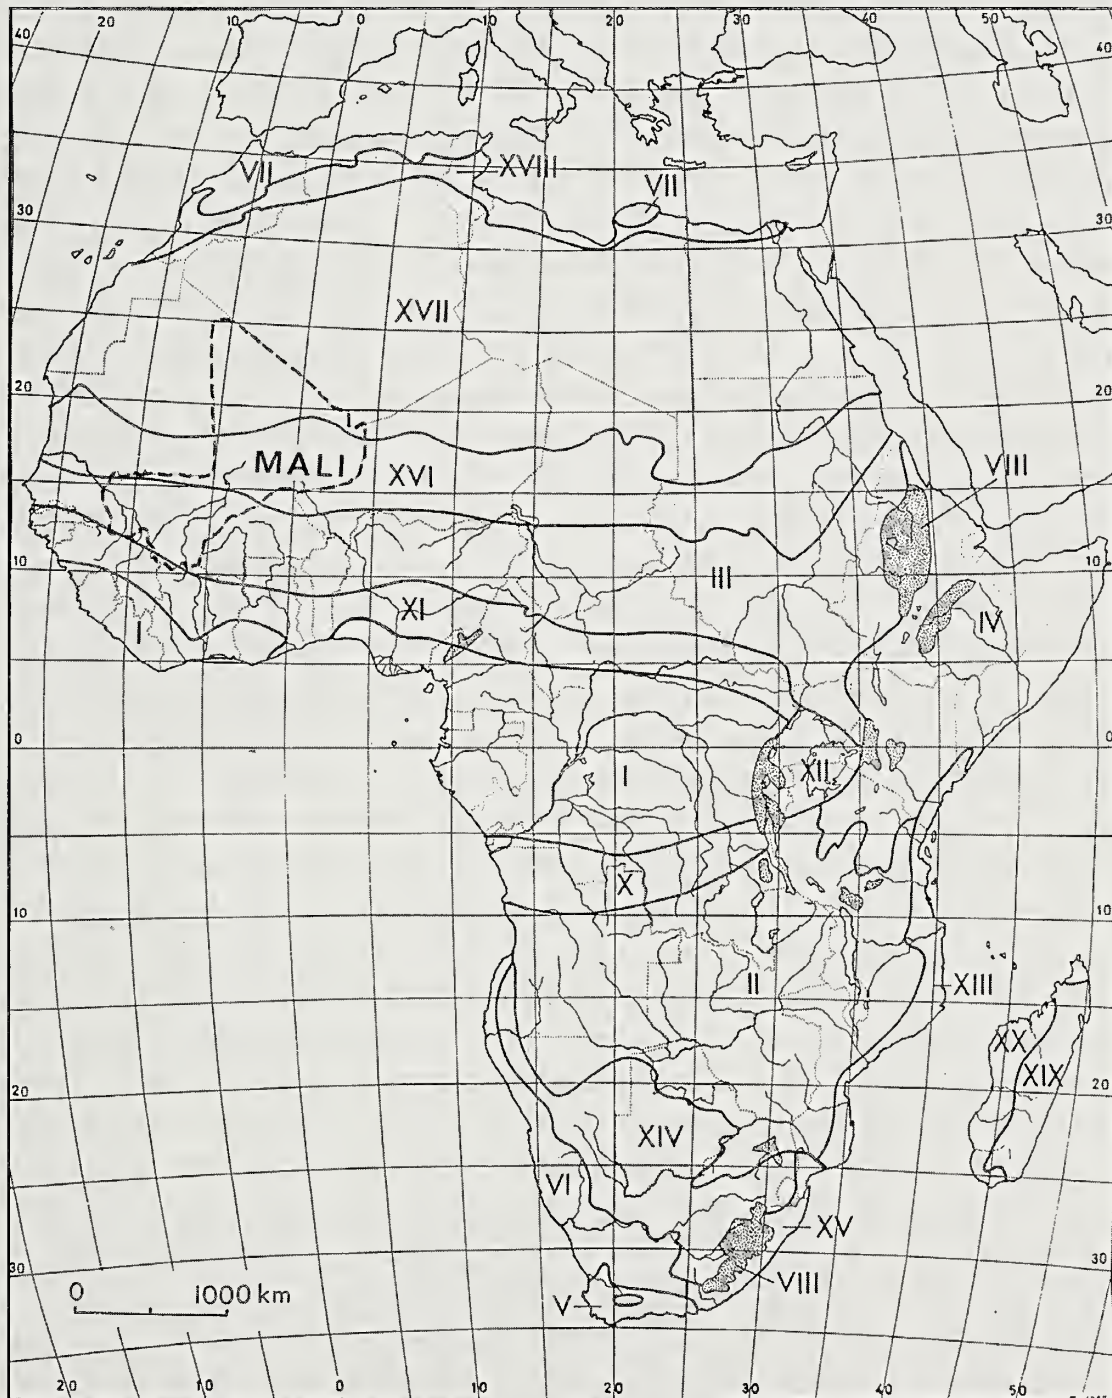 20 10 0 10 20 30 40 50
40 40
VII XVIII
VII
30 30
XVII
20 20
MALI XVI VIII
10 III 10
XI IV
I
0 0
I XII
X
10 10
II XIII
XX
XIX
20 20
XIV
VI
XV
30 VIII 30
0 1000 km
V
20 10 0 10 20 30 40 50